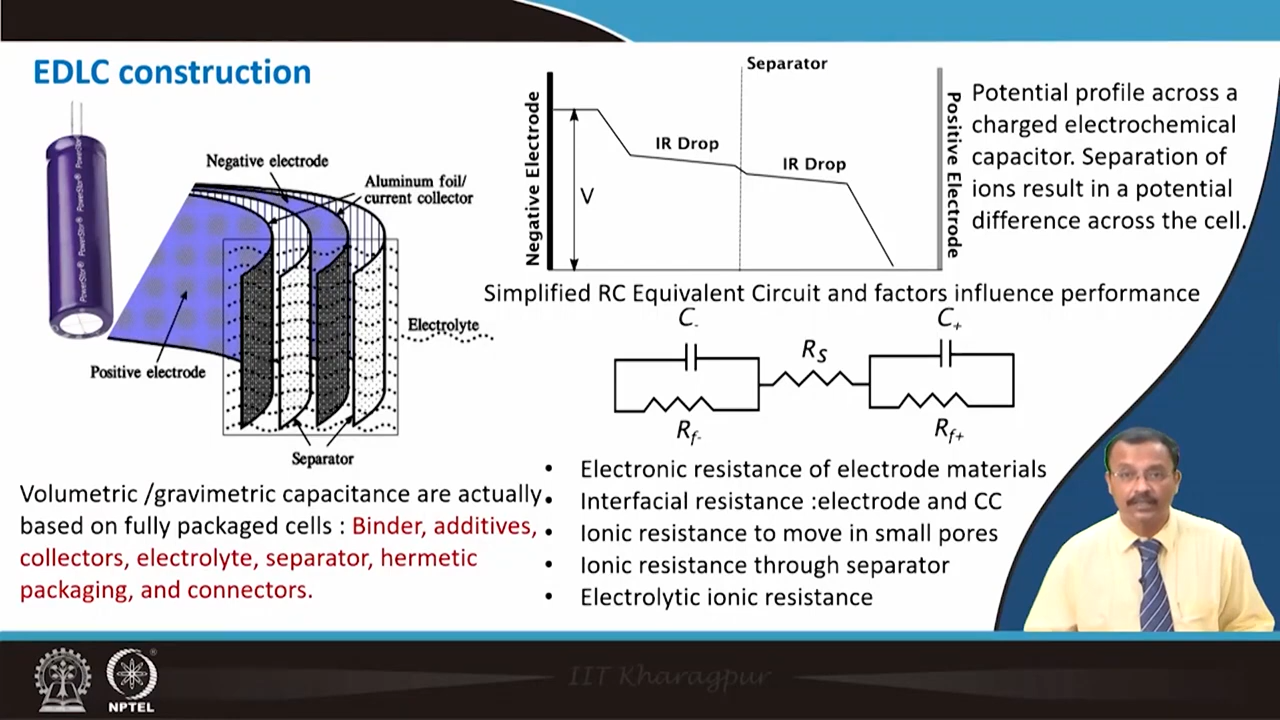 EDLC construction
PowerStor® PowerStor® PowerStor®
Negative electrode
Aluminum foil/
current collector
Electrolyte
Positive electrode
Separator
Volumetric /gravimetric capacitance are actually
based on fully packaged cells : Binder, additives,
collectors, electrolyte, separator, hermetic
packaging, and connectors.
Separator
Negative Electrode
V
IR Drop
IR Drop
Positive Electrode
Potential profile across a
charged electrochemical
capacitor. Separation of
ions result in a potential
difference across the cell.
Simplified RC Equivalent Circuit and factors influence performance
C-
C+
RS
Rf-
Rf+
• Electronic resistance of electrode materials
• Interfacial resistance :electrode and CC
• Ionic resistance to move in small pores
• Ionic resistance through separator
• Electrolytic ionic resistance
NPTEL
IIT Kharagpur